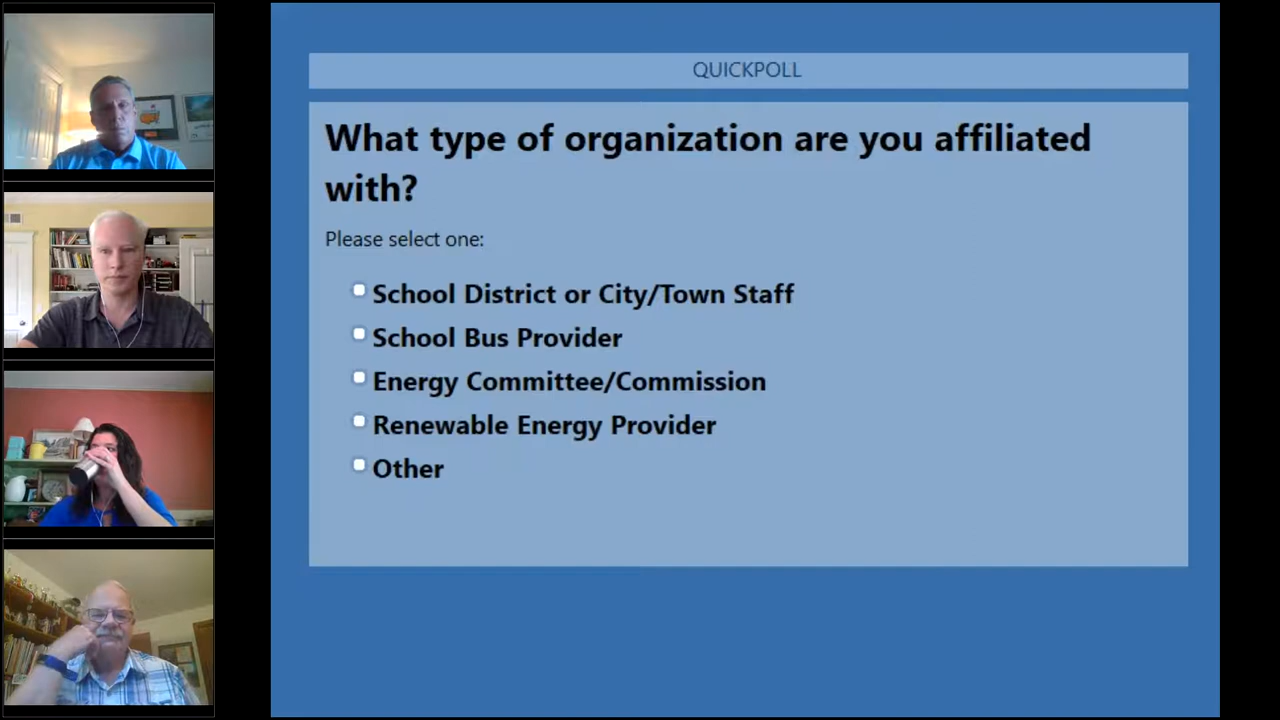 QUICKPOLL
What type of organization are you affiliated
with?
Please select one:
School District or City/Town Staff
School Bus Provider
Energy Committee/Commission
Renewable Energy Provider
Other